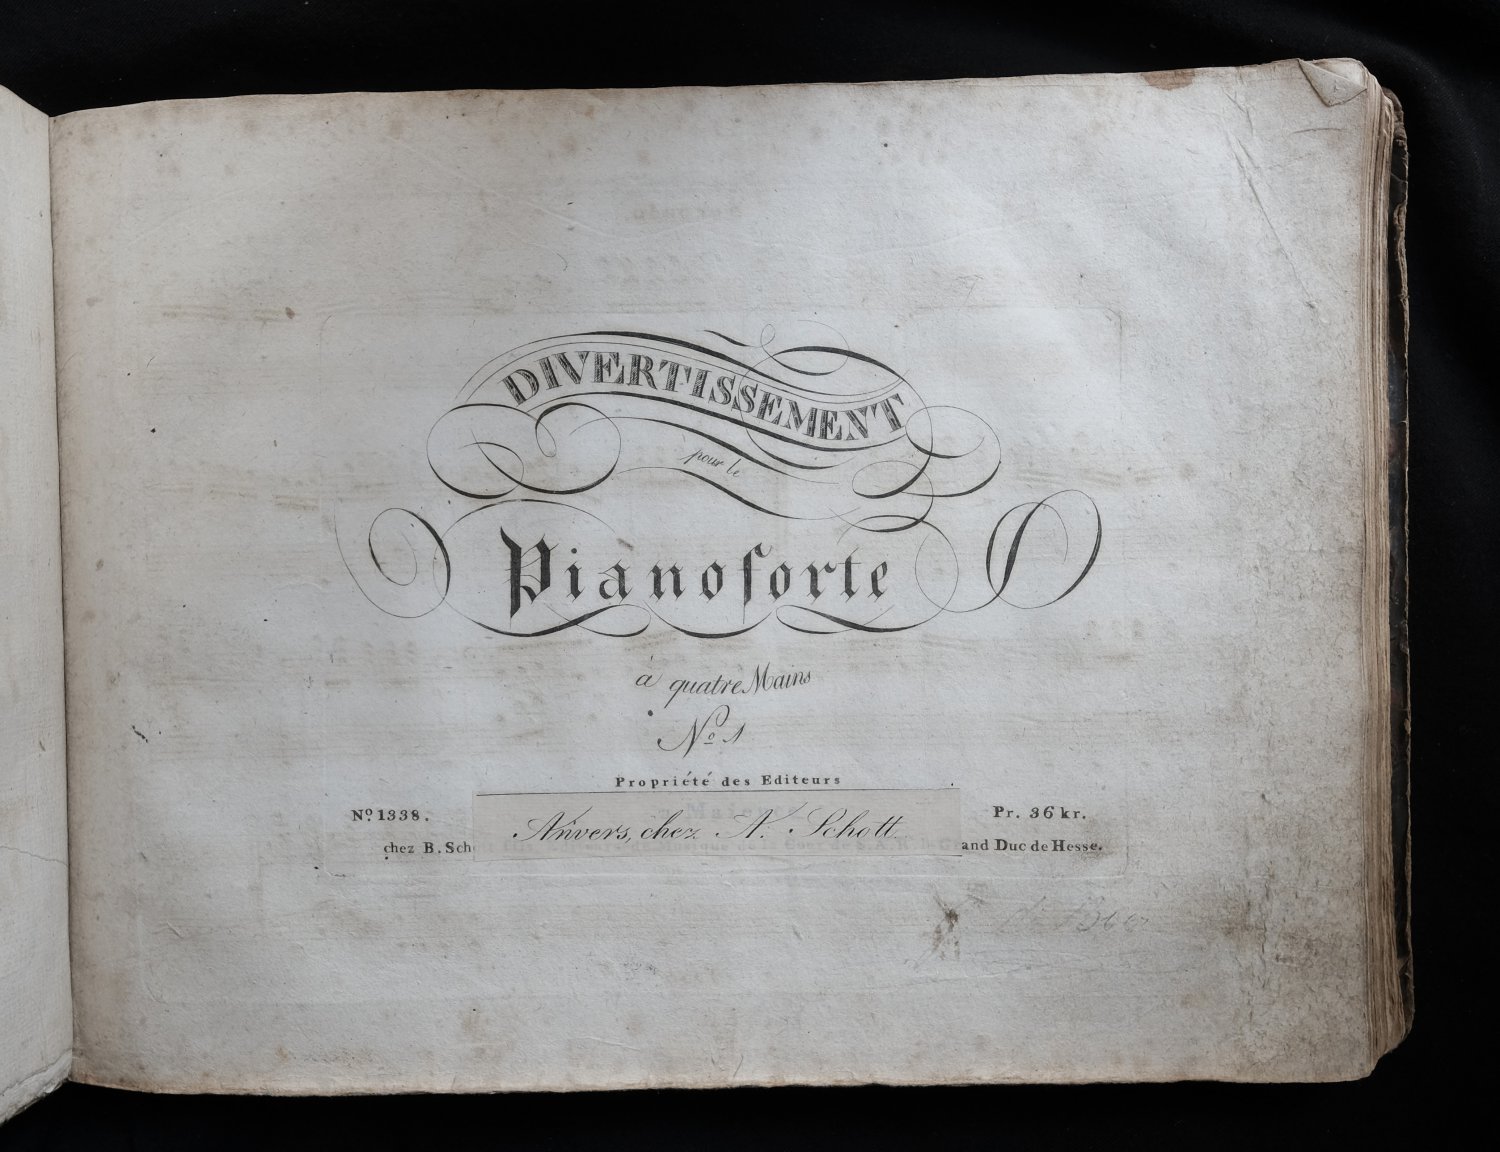 DIVERTISSEMENT
pour le
Pianoforte
à quatre Mains
No 1
Propriété des Editeurs
No. 1338.
Anvers, chez A. Schott
Pr. 36 kr.
chez B. Sch and Duc de Hesse.